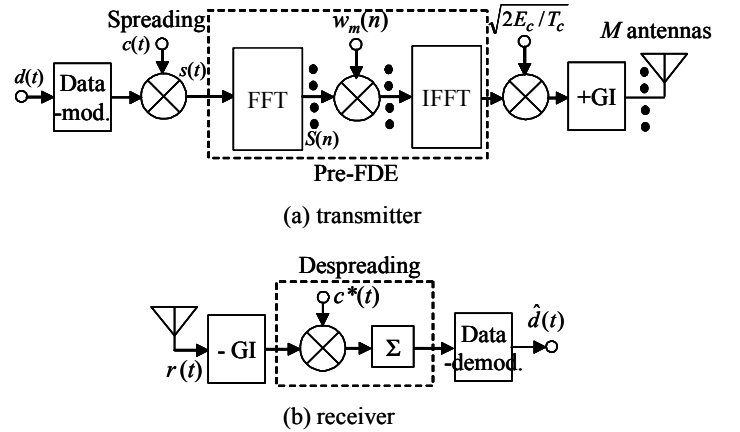 Spreading
c(t)
w_m(n)
√2E_c/T_c
M antennas
d(t)
Data
-mod.
s(t)
FFT
S(n)
IFFT
+GI
Pre-FDE
(a) transmitter
Despreading
c*(t)
r(t)
- GI
Σ
Data
-demod.
d̂(t)
(b) receiver